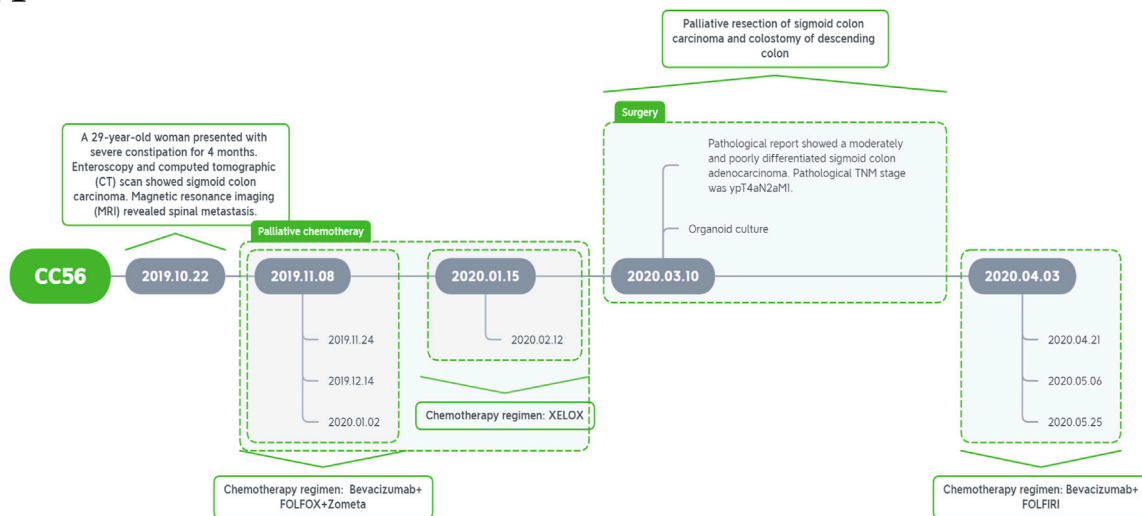 Palliative resection of sigmoid colon
carcinoma and colostomy of descending
colon
Surgery
A 29-year-old woman presented with
severe constipation for 4 months.
Enteroscopy and computed tomographic
(CT) scan showed sigmoid colon
carcinoma. Magnetic resonance imaging
(MRI) revealed spinal metastasis.
Pathological report showed a moderately
and poorly differentiated sigmoid colon
adenocarcinoma. Pathological TNM stage
was ypT4aN2aM1.
Organoid culture
Palliative chemotheray
CC56
2019.10.22
2019.11.08
2020.01.15
2020.03.10
2020.04.03
2019.11.24
2019.12.14
2020.01.02
2020.02.12
2020.04.21
2020.05.06
2020.05.25
Chemotherapy regimen: XELOX
Chemotherapy regimen: Bevacizumab+
FOLFOX+Zometa
Chemotherapy regimen: Bevacizumab+
FOLFIRI